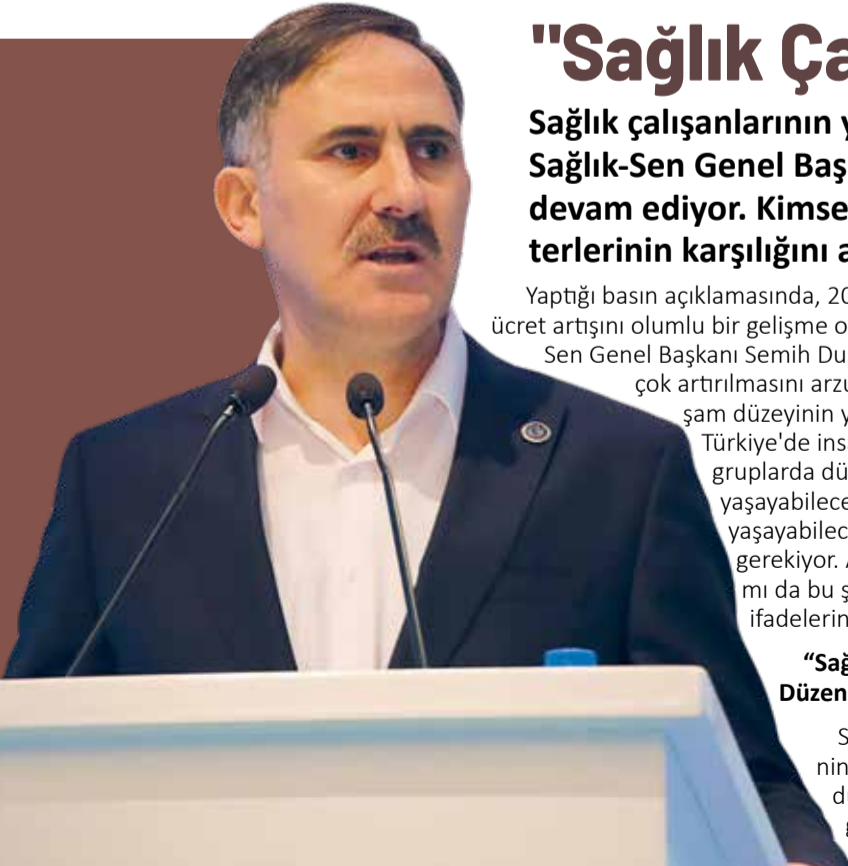 "Sağlık Ça
Sağlık çalışanlarının y
Sağlık-Sen Genel Baş
devam ediyor. Kimse
terlerinin karşılığını a
Yaptığı basın açıklamasında, 20
ücret artışını olumlu bir gelişme o
Sen Genel Başkanı Semih Du
çok artırılmasını arzu
şam düzeyinin y
Türkiye'de insa
gruplarda dü
yaşayabilece
yaşayabilec
gerekiyor. A
mı da bu ş
ifadelerin
“Sağ
Düzen
S
nin
dü
g